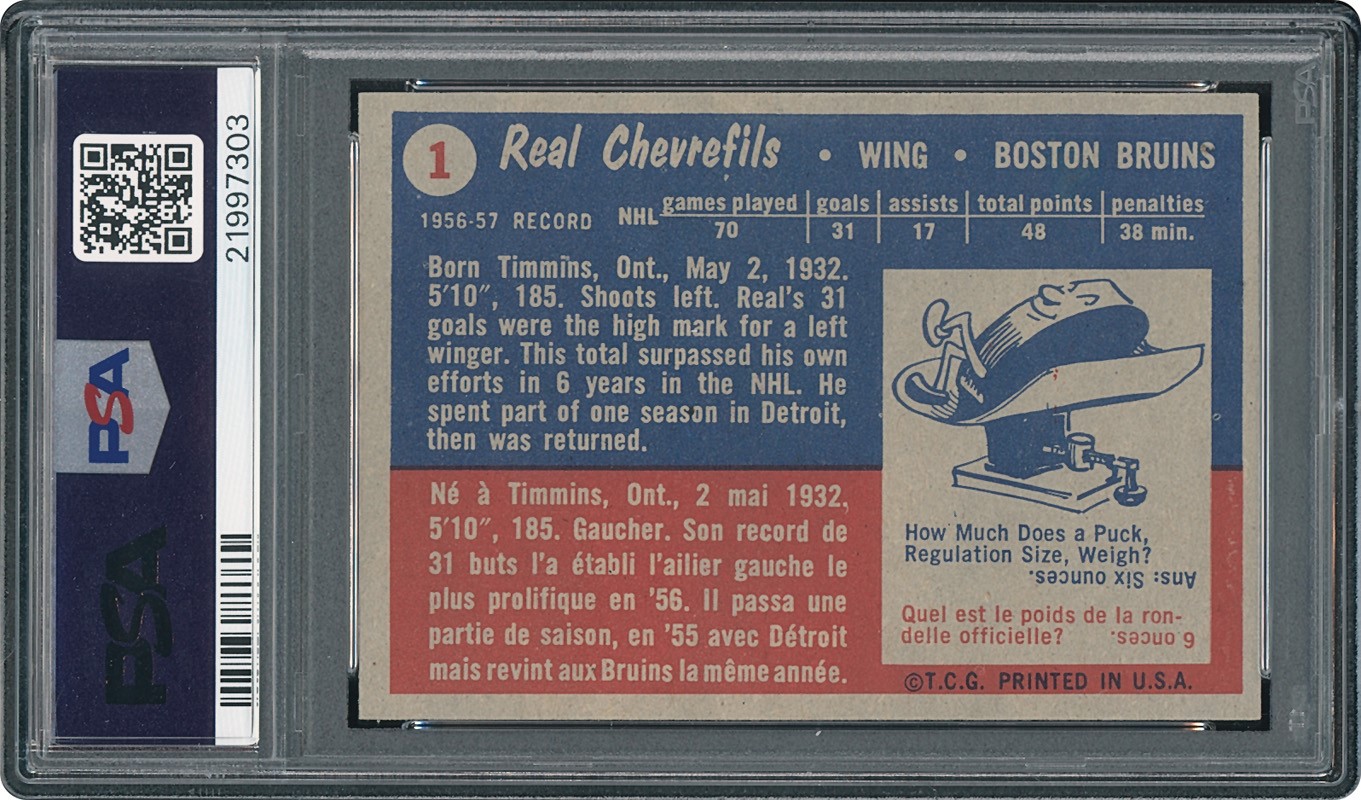 PSA
21997303
PSA
1
Real Chevrefils • WING • BOSTON BRUINS
1956-57 RECORD NHL games played goals assists total points penalties
70 31 17 48 38 min.
Born Timmins, Ont., May 2, 1932.
5'10", 185. Shoots left. Real's 31
goals were the high mark for a left
winger. This total surpassed his own
efforts in 6 years in the NHL. He
spent part of one season in Detroit,
then was returned.
Né à Timmins, Ont., 2 mai 1932,
5'10", 185. Gaucher. Son record de
31 buts l'a établi l'ailier gauche le
plus prolifique en '56. Il passa une
partie de saison, en '55 avec Détroit
mais revint aux Bruins la même année.
How Much Does a Puck,
Regulation Size, Weigh?
Ans: Six ounces.
Quel est le poids de la ron-
delle officielle? 6 onces.
©T.C.G. PRINTED IN U.S.A.
PSA